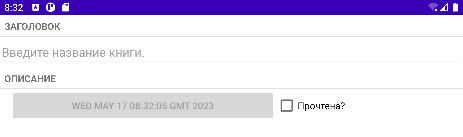 8:32
ЗАГОЛОВОК
Введите название книги.
ОПИСАНИЕ
WED MAY 17 08:32:05 GMT 2023
Прочтена?